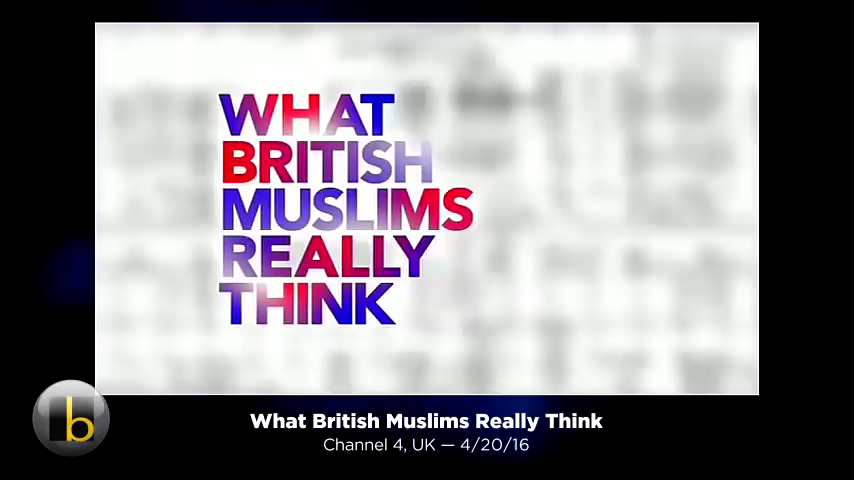 WHAT
BRITISH
MUSLIMS
REALLY
THINK
b
What British Muslims Really Think
Channel 4, UK — 4/20/16